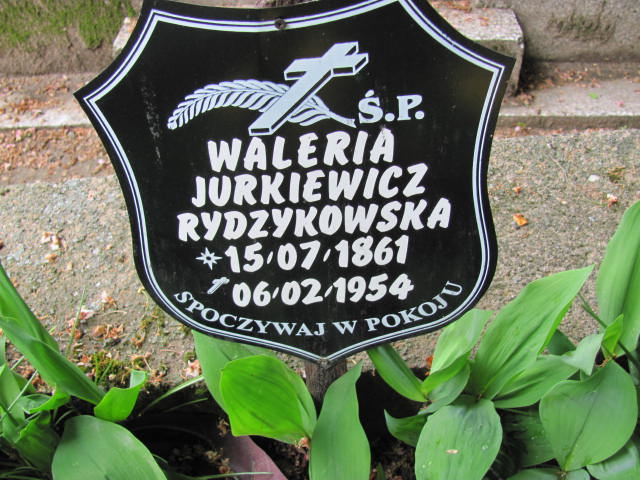 Ś.P.
WALERIA
JURKIEWICZ
RYDZYKOWSKA
* 15/07/1861
† 06/02/1954
SPOCZYWAJ W POKOJU